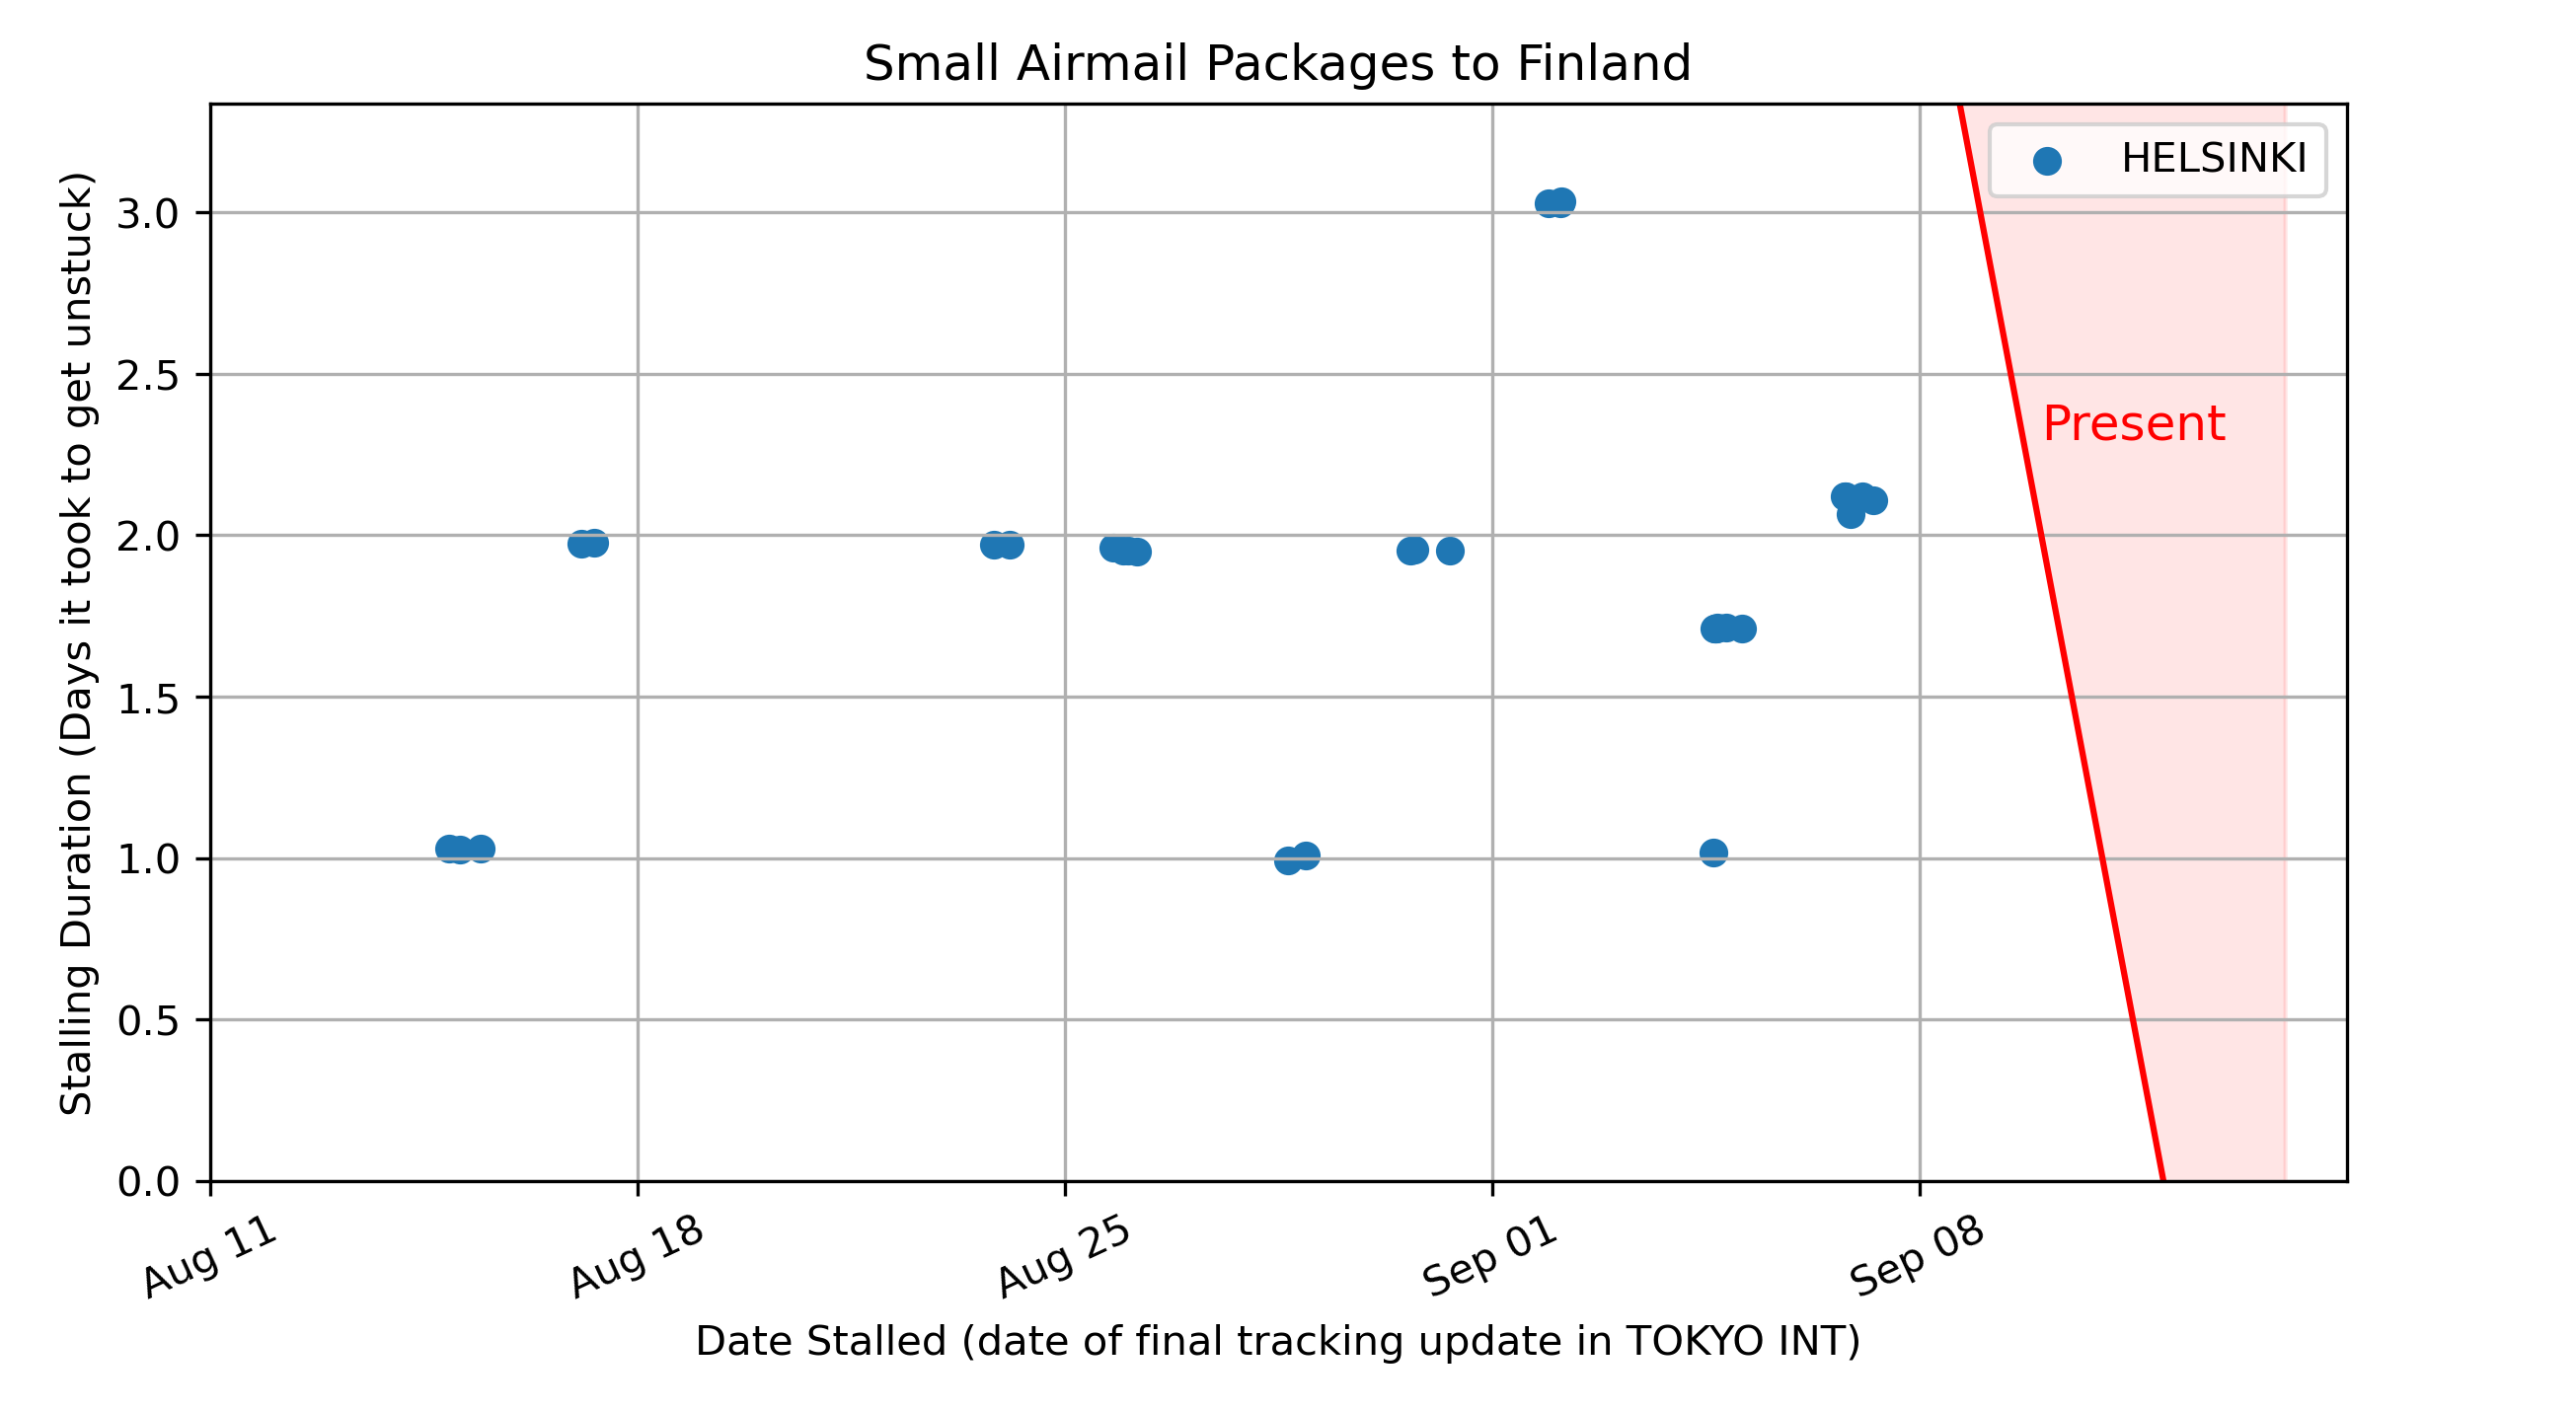 Small Airmail Packages to Finland
HELSINKI
Present
Stalling Duration (Days it took to get unstuck)
3.0
2.5
2.0
1.5
1.0
0.5
0.0
Aug 11
Aug 18
Aug 25
Sep 01
Sep 08
Date Stalled (date of final tracking update in TOKYO INT)